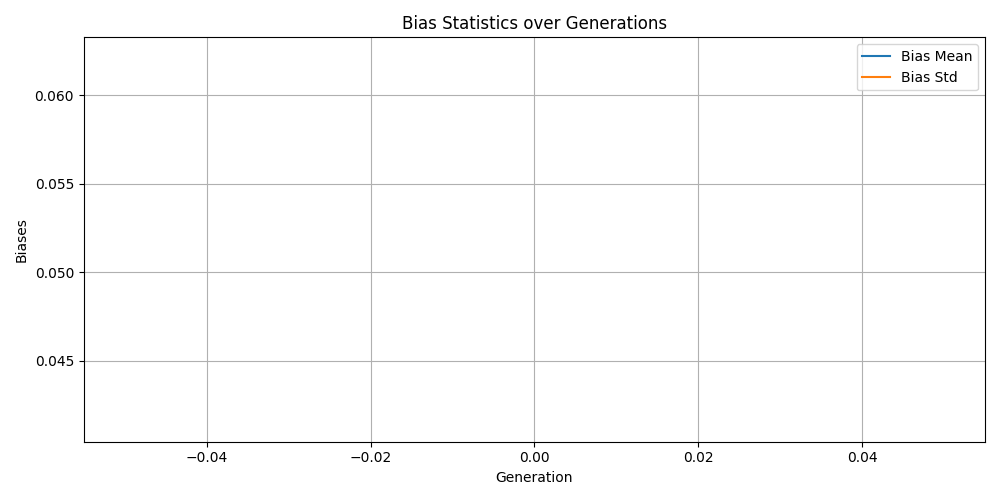 Bias Statistics over Generations
Bias Mean
Bias Std
0.060
0.055
0.050
0.045
Biases
−0.04
−0.02
0.00
0.02
0.04
Generation